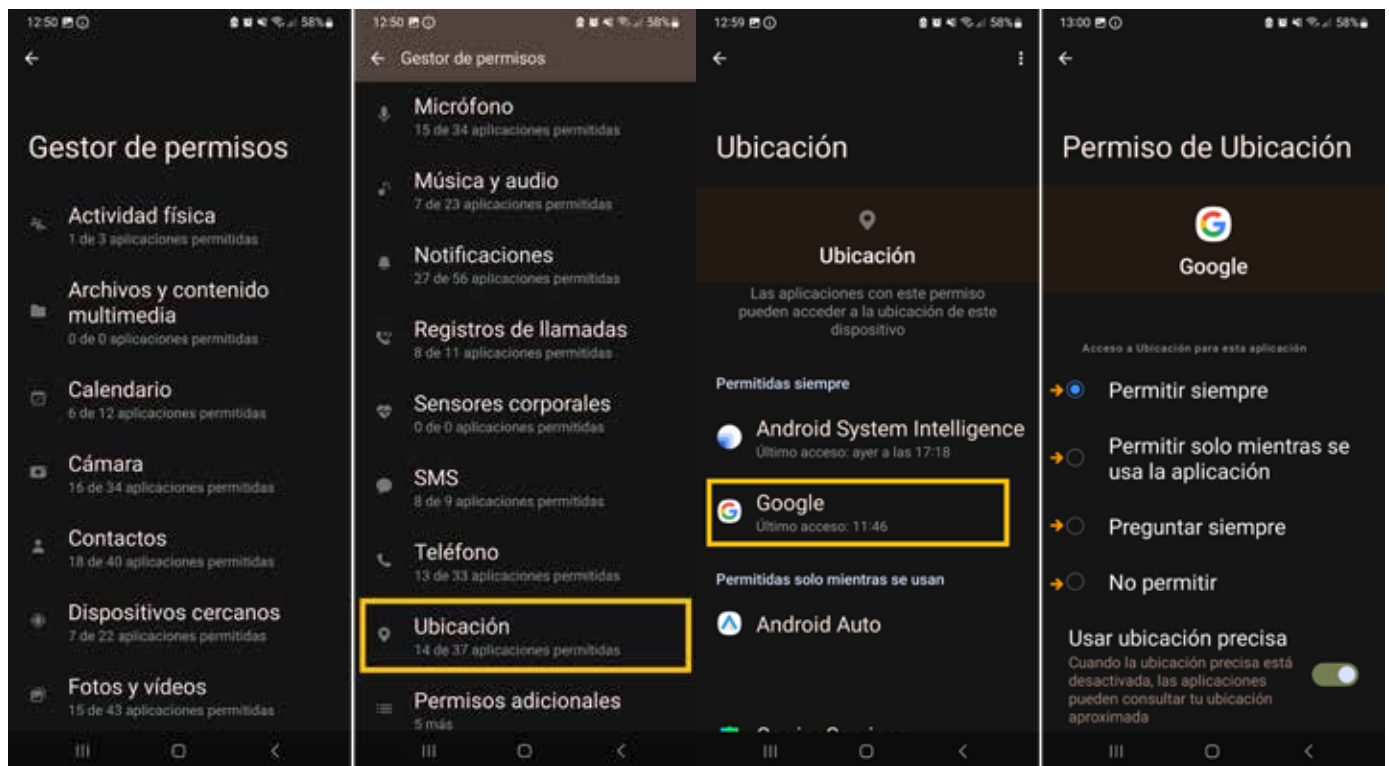 12:50
58%
Gestor de permisos
Actividad física
1 de 3 aplicaciones permitidas
Archivos y contenido
multimedia
0 de 0 aplicaciones permitidas
Calendario
6 de 12 aplicaciones permitidas
Cámara
16 de 34 aplicaciones permitidas
Contactos
18 de 40 aplicaciones permitidas
Dispositivos cercanos
7 de 22 aplicaciones permitidas
Fotos y vídeos
15 de 43 aplicaciones permitidas
12:50
58%
Gestor de permisos
Micrófono
15 de 34 aplicaciones permitidas
Música y audio
7 de 23 aplicaciones permitidas
Notificaciones
27 de 56 aplicaciones permitidas
Registros de llamadas
8 de 11 aplicaciones permitidas
Sensores corporales
0 de 0 aplicaciones permitidas
SMS
8 de 9 aplicaciones permitidas
Teléfono
13 de 33 aplicaciones permitidas
Ubicación
14 de 37 aplicaciones permitidas
Permisos adicionales
5 más
12:59
58%
Ubicación
Ubicación
Las aplicaciones con este permiso
pueden acceder a la ubicación de este
dispositivo
Permitidas siempre
Android System Intelligence
Último acceso: ayer a las 17:18
Google
Último acceso: 11:46
Permitidas solo mientras se usan
Android Auto
13:00
58%
Permiso de Ubicación
Google
Acceso a Ubicación para esta aplicación
Permitir siempre
Permitir solo mientras se
usa la aplicación
Preguntar siempre
No permitir
Usar ubicación precisa
Cuando la ubicación precisa está
desactivada, las aplicaciones
pueden consultar tu ubicación
aproximada